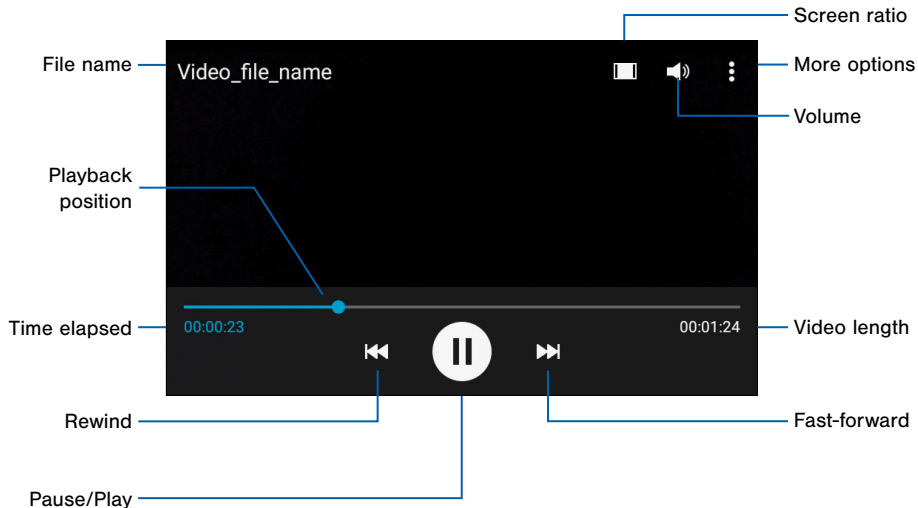 Screen ratio
File name
Video_file_name
More options
Volume
Playback
position
Time elapsed
00:00:23
00:01:24
Video length
Rewind
Fast-forward
Pause/Play